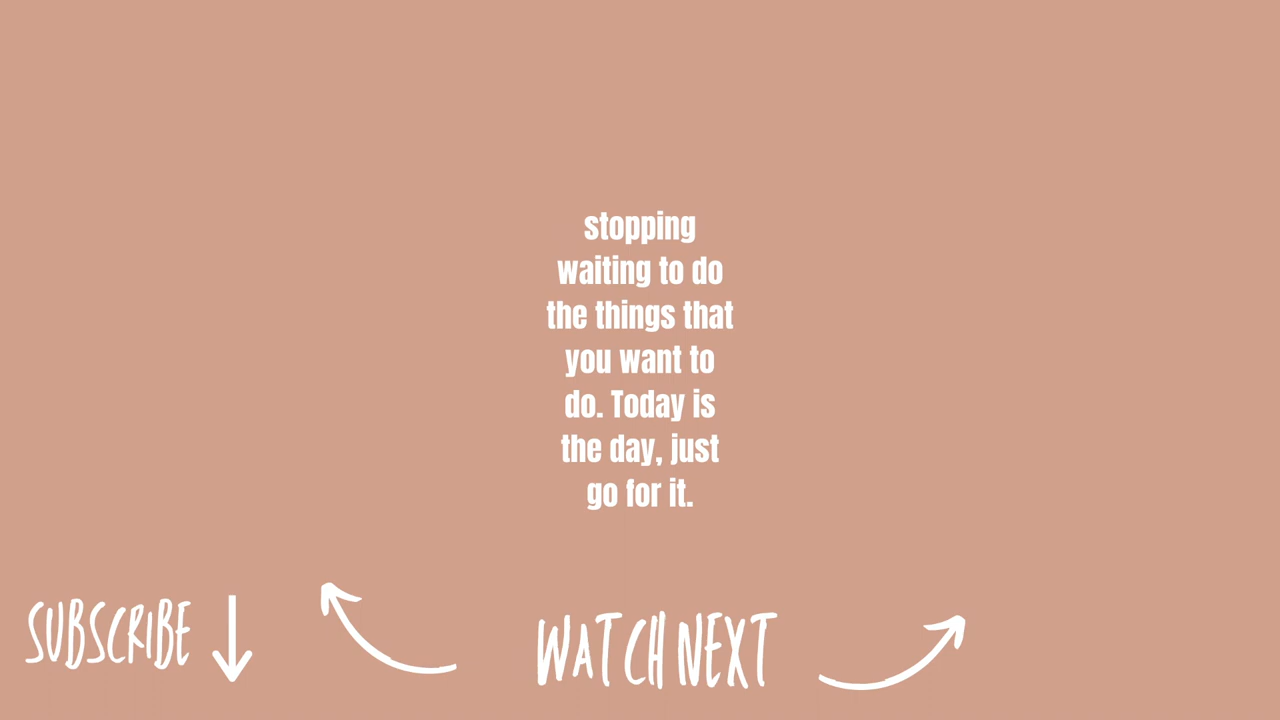 stopping
waiting to do
the things that
you want to
do. Today is
the day, just
go for it.
SUBSCRIBE
WATCH NEXT